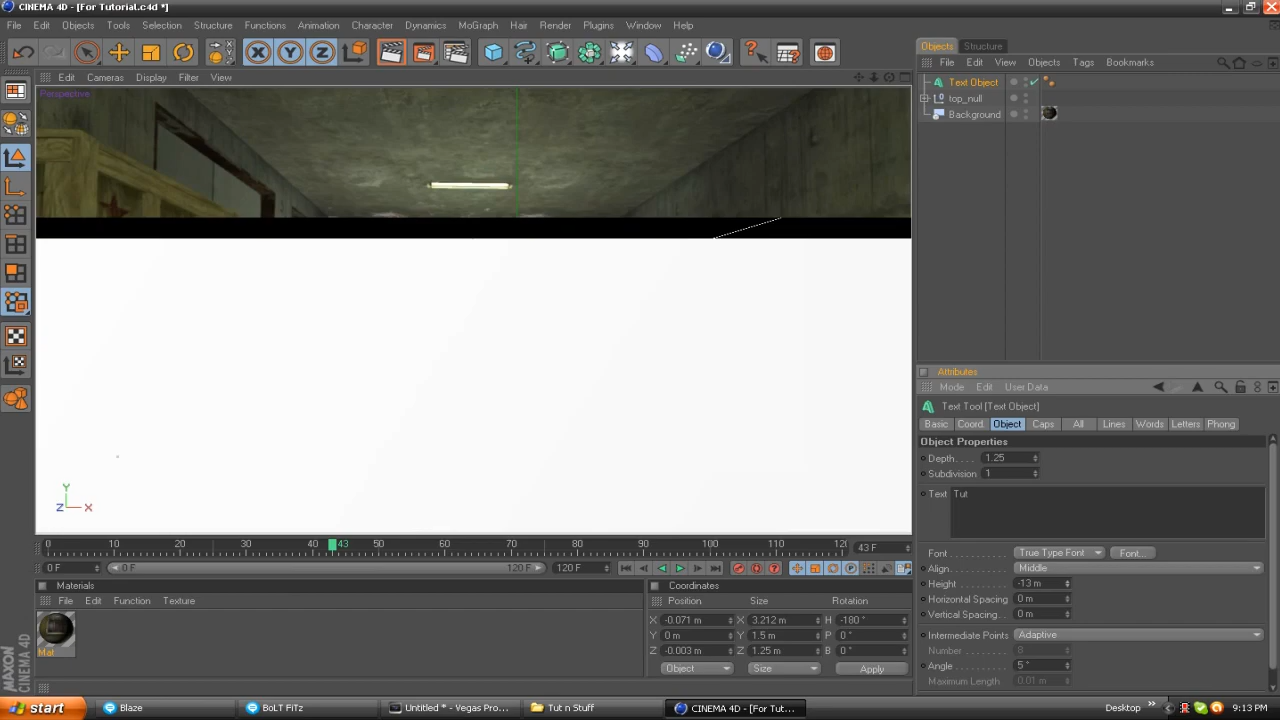 CINEMA 4D - [For Tutorial.c4d *]
File Edit Objects Tools Selection Structure Functions Animation Character Dynamics MoGraph Hair Render Plugins Window Help
Objects Structure
File Edit View Objects Tags Bookmarks
Edit Cameras Display Filter View
Text Object
Perspective
top_null
Background
Attributes
Mode Edit User Data
Text Tool [Text Object]
Basic Coord. Object Caps All Lines Words Letters Phong
Object Properties
Depth. . . . 1.25
Subdivision 1
Text Tut
Y
Z X
0 10 20 30 40 43 50 60 70 80 90 100 110 120 43 F
0 F 0 F 120 F 120 F
Font True Type Font Font...
Align. Middle
Height -13 m
Horizontal Spacing 0 m
Vertical Spacing. . 0 m
Intermediate Points Adaptive
Number 8
Angle 5 °
Maximum Length 0.01 m
Materials
File Edit Function Texture
Mat
Coordinates
Position Size Rotation
X -0.071 m X 3.212 m H -180 °
Y 0 m Y 1.5 m P 0 °
Z -0.003 m Z 1.25 m B 0 °
Object Size Apply
MAXON
CINEMA 4D
start Blaze BoLT FiTz Untitled * - Vegas Pro... Tut n Stuff CINEMA 4D - [For Tut... Desktop 9:13 PM